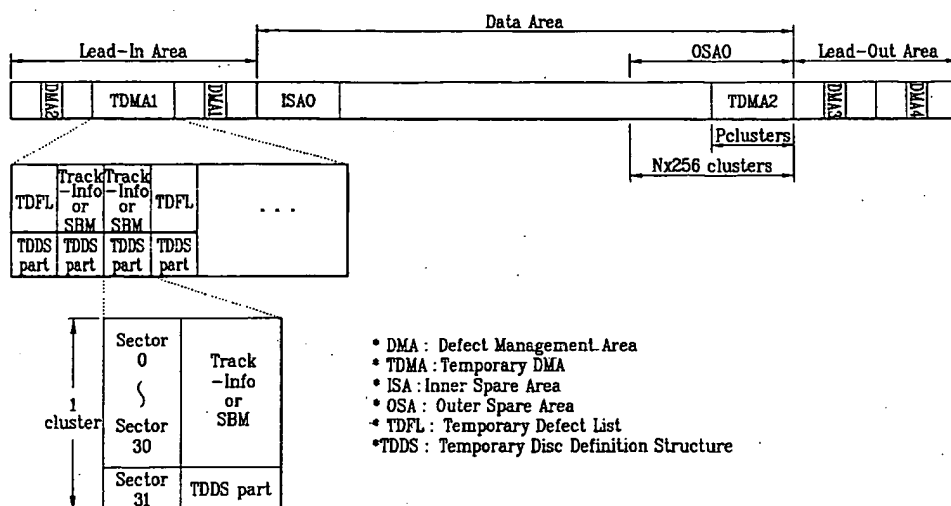 Data Area
Lead-In Area
OSA0
Lead-Out Area
DMA2
TDMA1
DMA1
ISA0
TDMA2
DMA3
DMA4
Pclusters
Nx256 clusters
TDFL
Track
-Info
or
SBM
Track
-Info
or
SBM
TDFL
...
TDDS
part
TDDS
part
TDDS
part
TDDS
part
1
cluster
Sector
0
Sector
30
Track
-Info
or
SBM
Sector
31
TDDS part
* DMA : Defect Management Area
* TDMA : Temporary DMA
* ISA : Inner Spare Area
* OSA : Outer Spare Area
* TDFL : Temporary Defect List
*TDDS : Temporary Disc Definition Structure